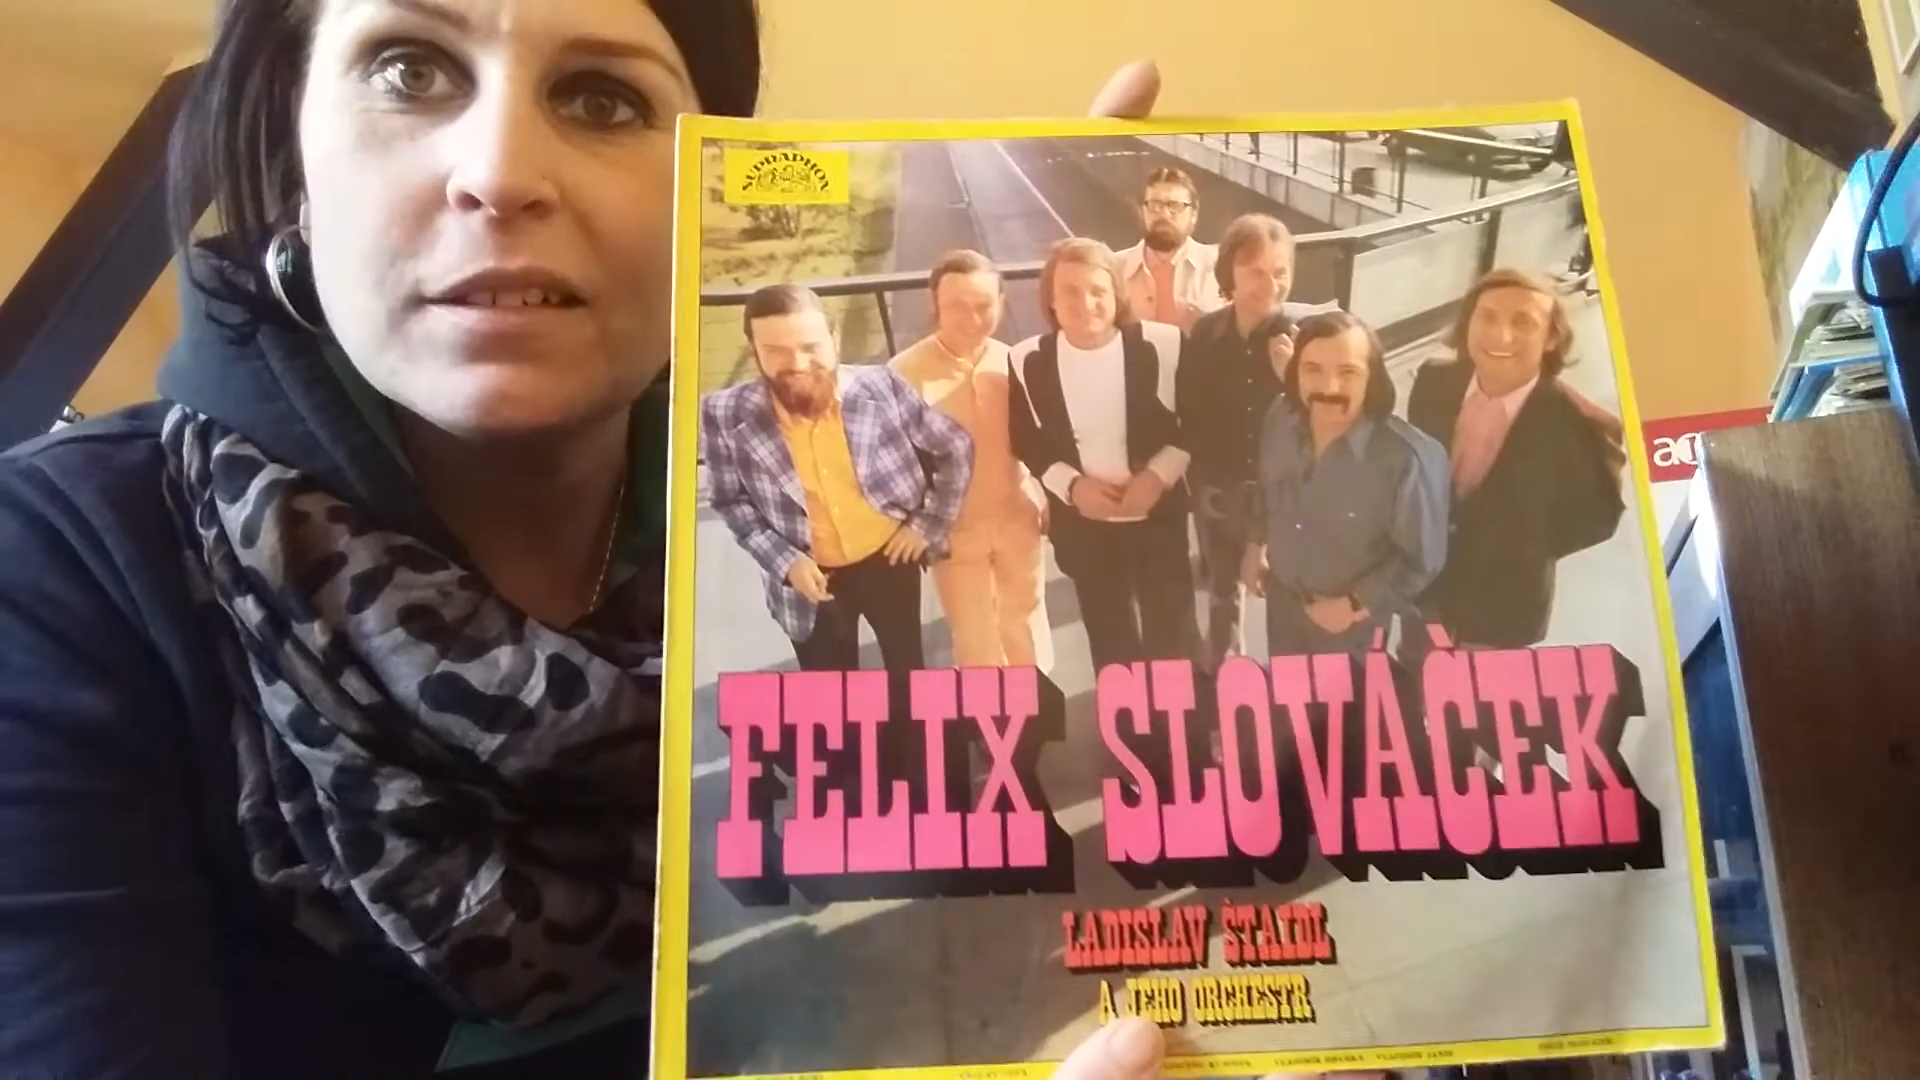 SUPRAPHON
FELIX SLOVÁČEK
LADISLAV ŠTAIDL
A JEHO ORCHESTR